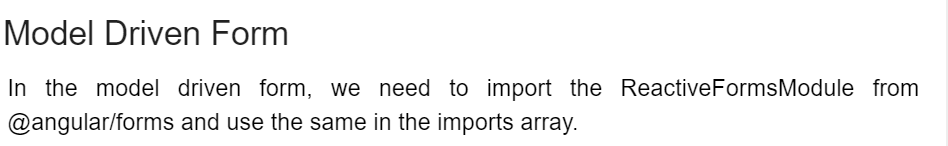 Model Driven Form
In the model driven form, we need to import the ReactiveFormsModule from
@angular/forms and use the same in the imports array.